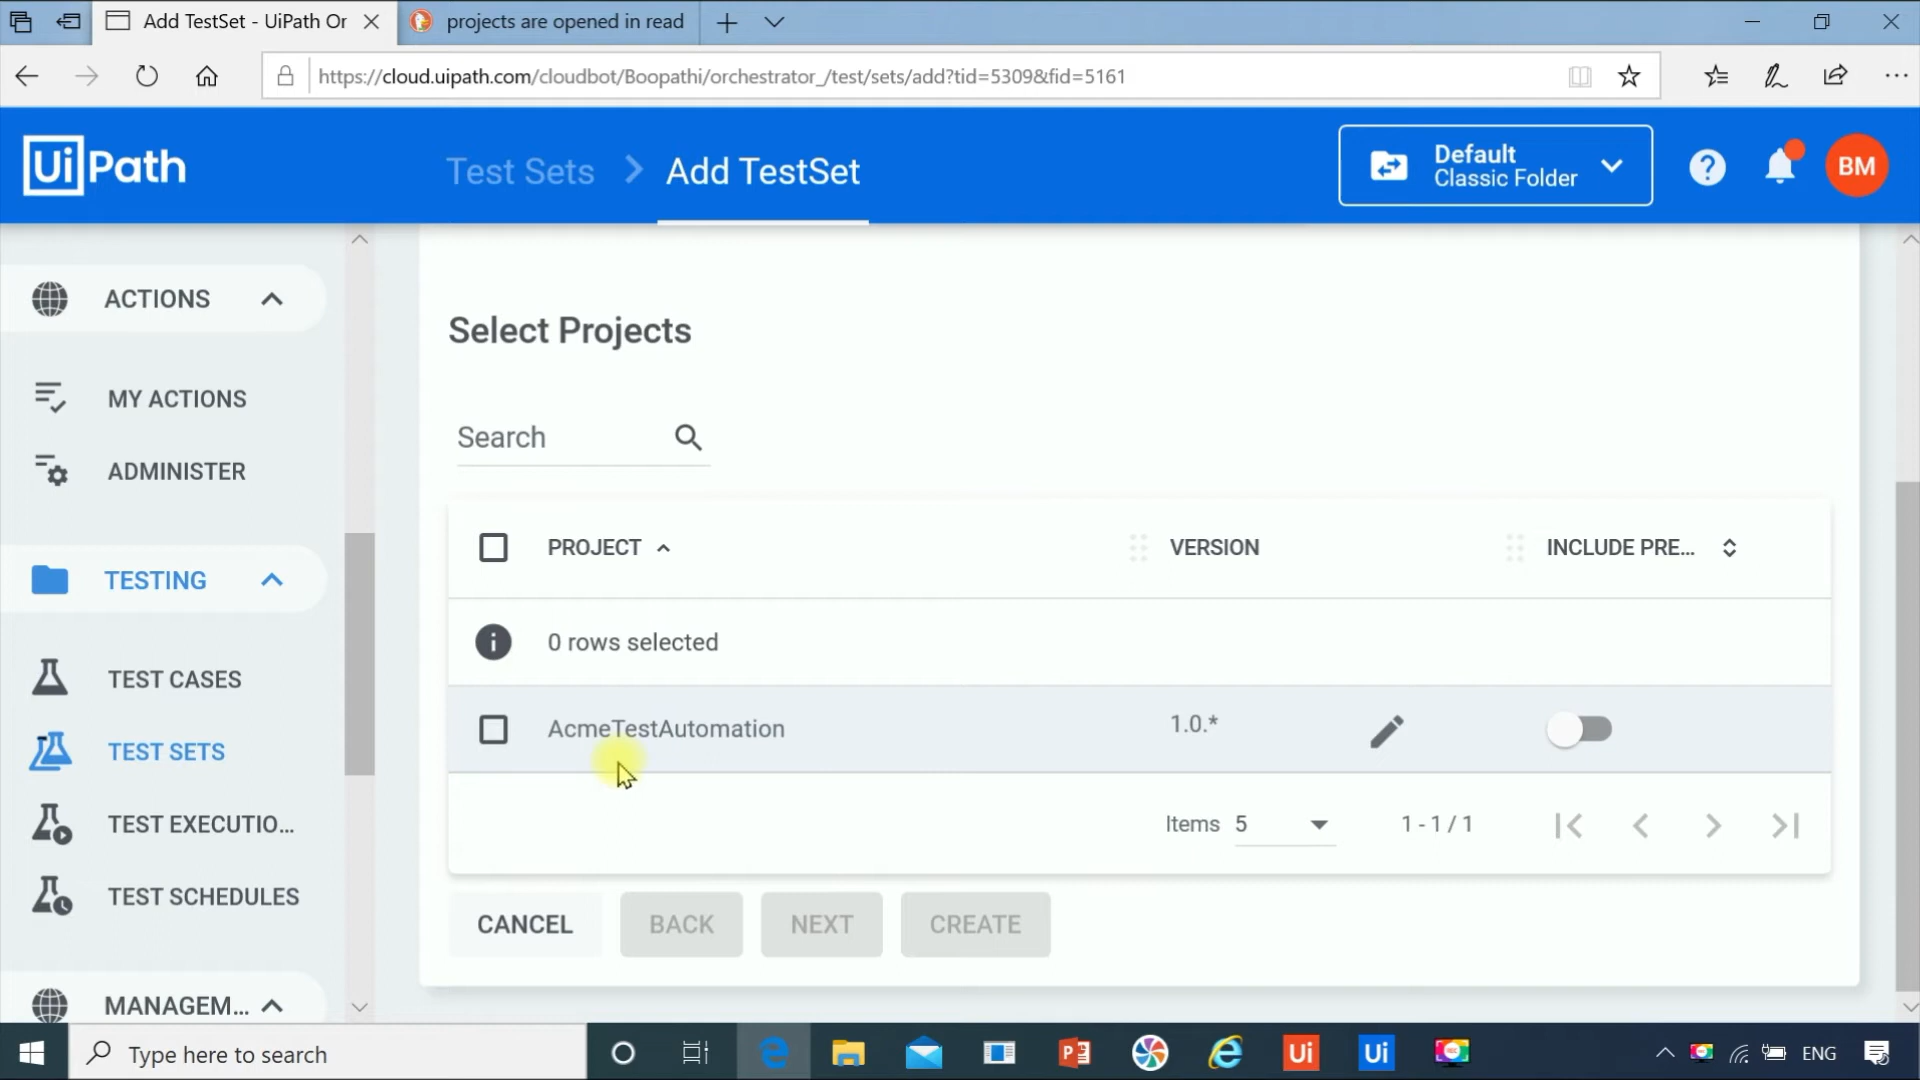 Add TestSet - UiPath Or
projects are opened in read
https://cloud.uipath.com/cloudbot/Boopathi/orchestrator_/test/sets/add?tid=5309&fid=5161
UiPath
Test Sets > Add TestSet
Default
Classic Folder
BM
ACTIONS
MY ACTIONS
ADMINISTER
TESTING
TEST CASES
TEST SETS
TEST EXECUTIO...
TEST SCHEDULES
MANAGEM...
Select Projects
Search
PROJECT VERSION INCLUDE PRE...
0 rows selected
AcmeTestAutomation 1.0.*
Items 5 1 - 1 / 1
CANCEL BACK NEXT CREATE
Type here to search
Ui Ui
ENG